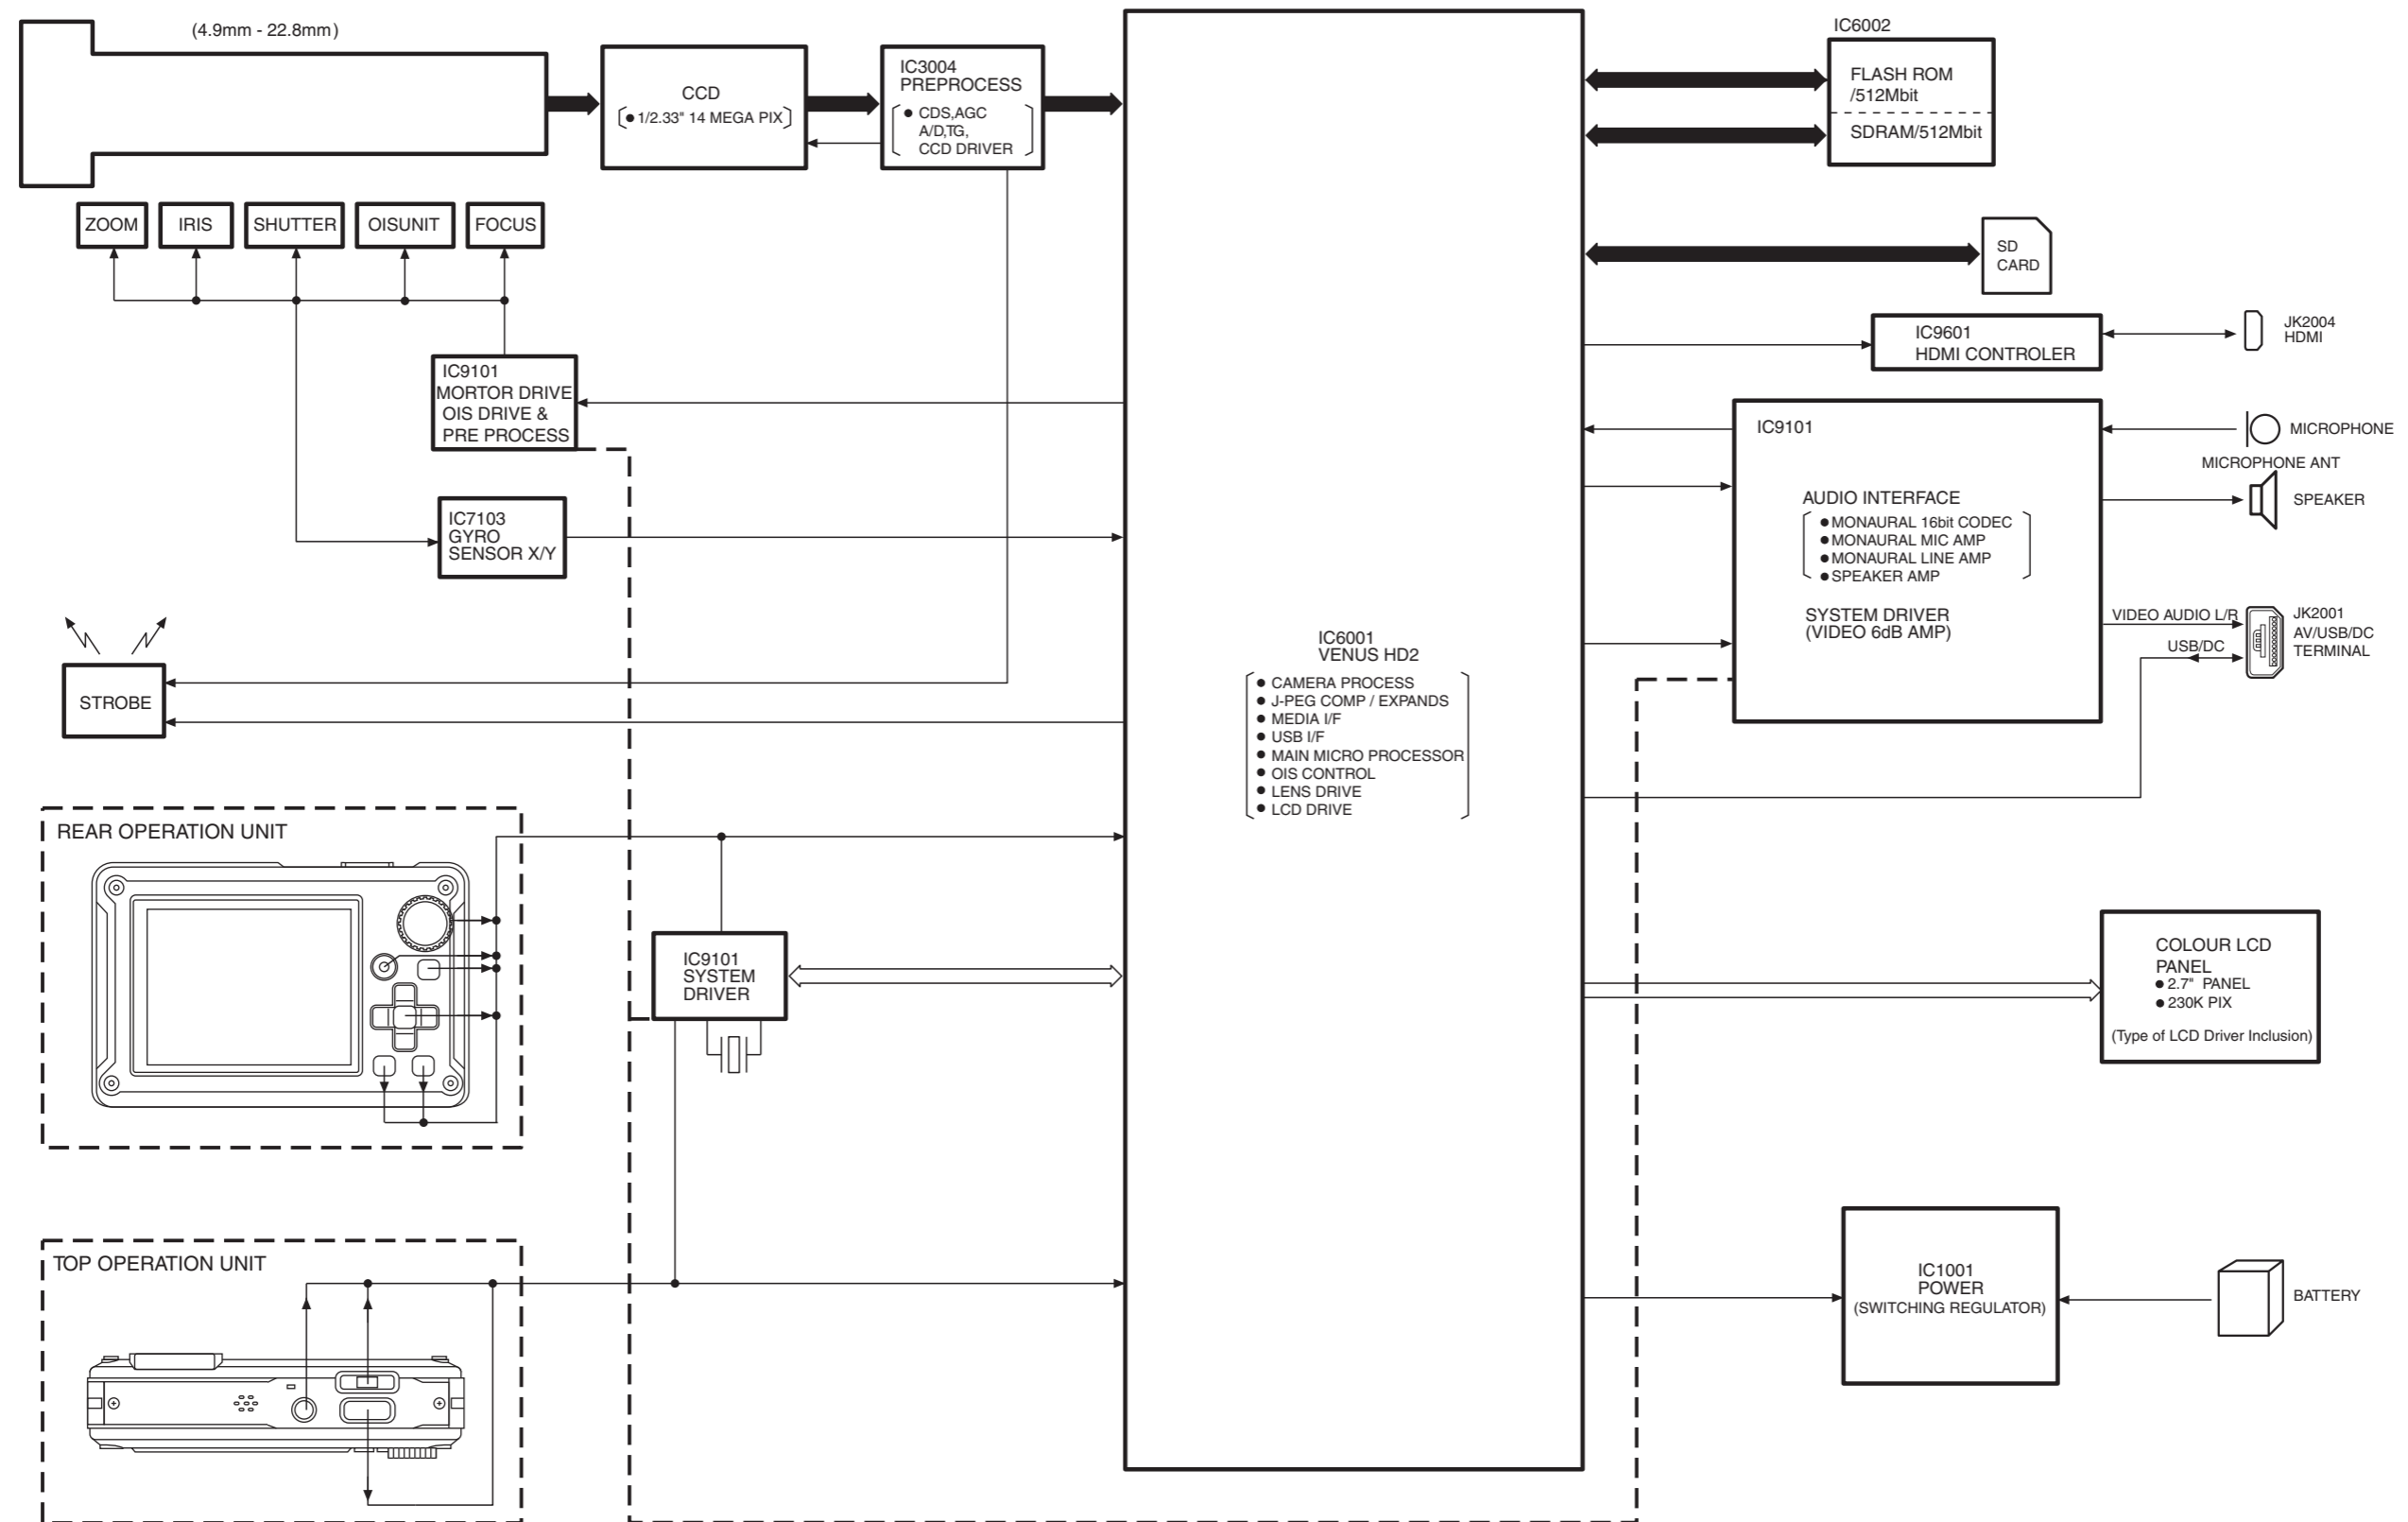 (4.9mm - 22.8mm)
CCD
● 1/2.33" 14 MEGA PIX
IC3004
PREPROCESS
● CDS,AGC
A/D,TG,
CCD DRIVER
ZOOM
IRIS
SHUTTER
OISUNIT
FOCUS
IC9101
MORTOR DRIVE
OIS DRIVE &
PRE PROCESS
IC7103
GYRO
SENSOR X/Y
STROBE
REAR OPERATION UNIT
IC9101
SYSTEM
DRIVER
TOP OPERATION UNIT
IC6001
VENUS HD2
● CAMERA PROCESS
● J-PEG COMP / EXPANDS
● MEDIA I/F
● USB I/F
● MAIN MICRO PROCESSOR
● OIS CONTROL
● LENS DRIVE
● LCD DRIVE
IC6002
FLASH ROM
/512Mbit
SDRAM/512Mbit
SD
CARD
IC9601
HDMI CONTROLER
JK2004
HDMI
IC9101
AUDIO INTERFACE
● MONAURAL 16bit CODEC
● MONAURAL MIC AMP
● MONAURAL LINE AMP
● SPEAKER AMP
SYSTEM DRIVER
(VIDEO 6dB AMP)
MICROPHONE
MICROPHONE ANT
SPEAKER
VIDEO AUDIO L/R
USB/DC
JK2001
AV/USB/DC
TERMINAL
COLOUR LCD
PANEL
● 2.7" PANEL
● 230K PIX
(Type of LCD Driver Inclusion)
IC1001
POWER
(SWITCHING REGULATOR)
BATTERY